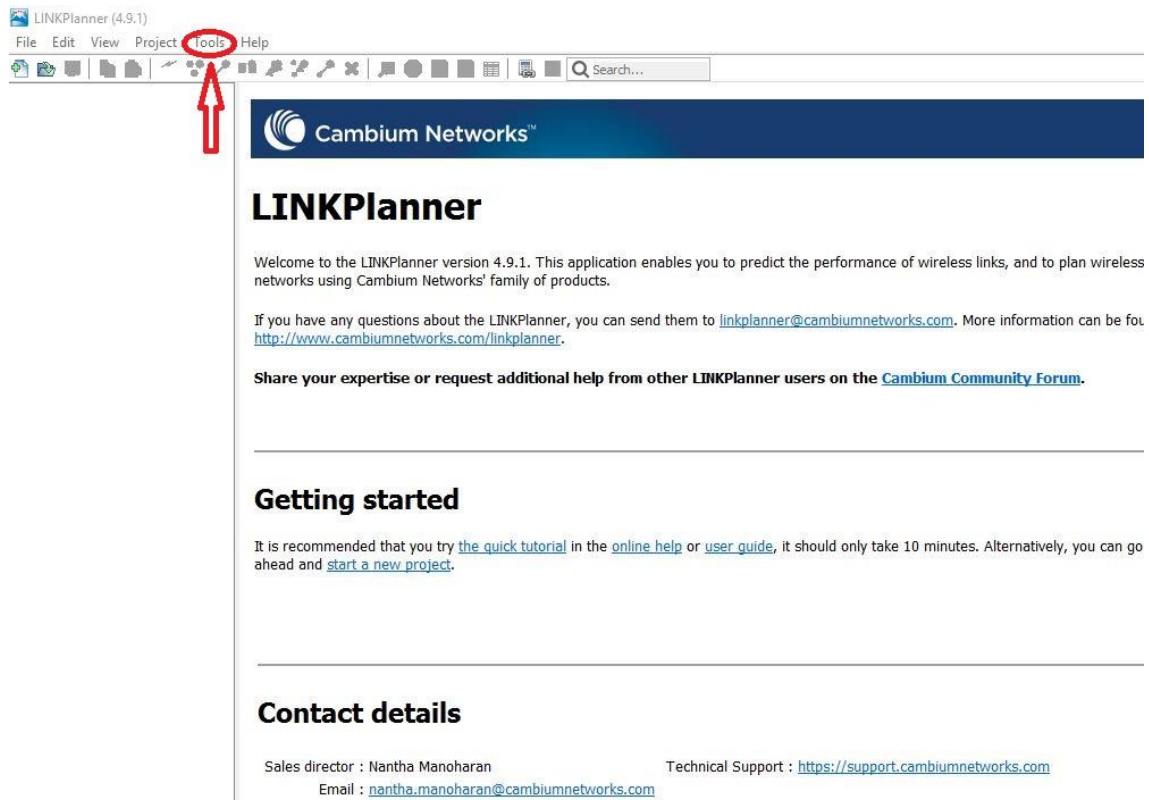 LINKPlanner (4.9.1)
File Edit View Project Tools Help
Search...
Cambium Networks™
LINKPlanner
Welcome to the LINKPlanner version 4.9.1. This application enables you to predict the performance of wireless links, and to plan wireless
networks using Cambium Networks' family of products.
If you have any questions about the LINKPlanner, you can send them to linkplanner@cambiumnetworks.com. More information can be fou
http://www.cambiumnetworks.com/linkplanner.
Share your expertise or request additional help from other LINKPlanner users on the Cambium Community Forum.
Getting started
It is recommended that you try the quick tutorial in the online help or user guide, it should only take 10 minutes. Alternatively, you can go
ahead and start a new project.
Contact details
Sales director : Nantha Manoharan Technical Support : https://support.cambiumnetworks.com
Email : nantha.manoharan@cambiumnetworks.com